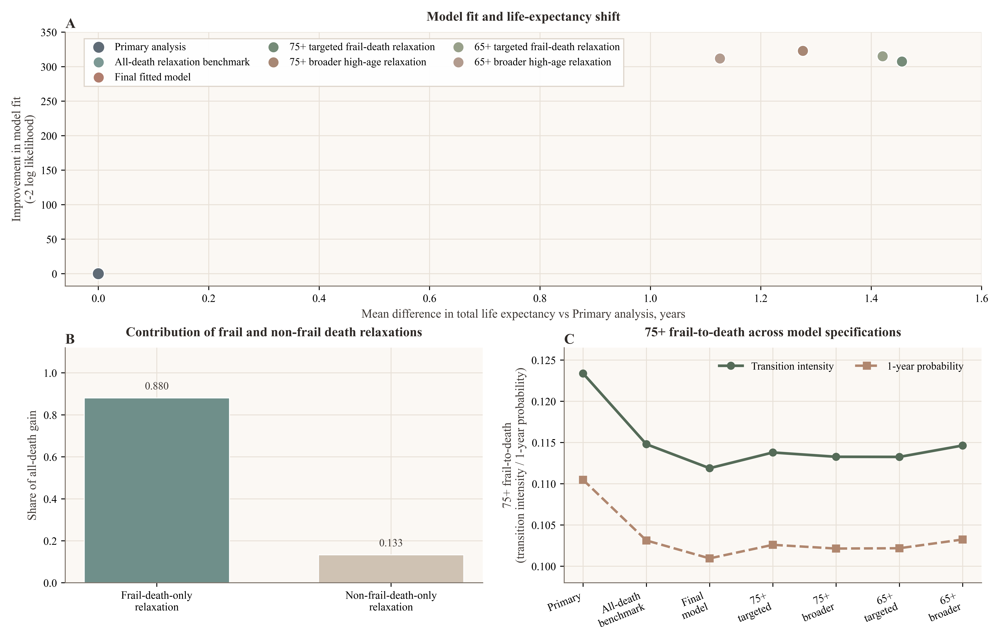 Model fit and life-expectancy shift
A
350
300
250
200
150
100
50
0
Improvement in model fit
(-2 log likelihood)
Primary analysis
All-death relaxation benchmark
Final fitted model
75+ targeted frail-death relaxation
75+ broader high-age relaxation
65+ targeted frail-death relaxation
65+ broader high-age relaxation
0.0 0.2 0.4 0.6 0.8 1.0 1.2 1.4 1.6
Mean difference in total life expectancy vs Primary analysis, years
Contribution of frail and non-frail death relaxations
B
1.0
0.8
0.6
0.4
0.2
0.0
Share of all-death gain
0.880
0.133
Frail-death-only
relaxation
Non-frail-death-only
relaxation
75+ frail-to-death across model specifications
C
0.125
0.120
0.115
0.110
0.105
0.100
75+ frail-to-death
(transition intensity / 1-year probability)
Transition intensity
1-year probability
Primary
All-death
benchmark
Final
model
75+
targeted
75+
broader
65+
targeted
65+
broader